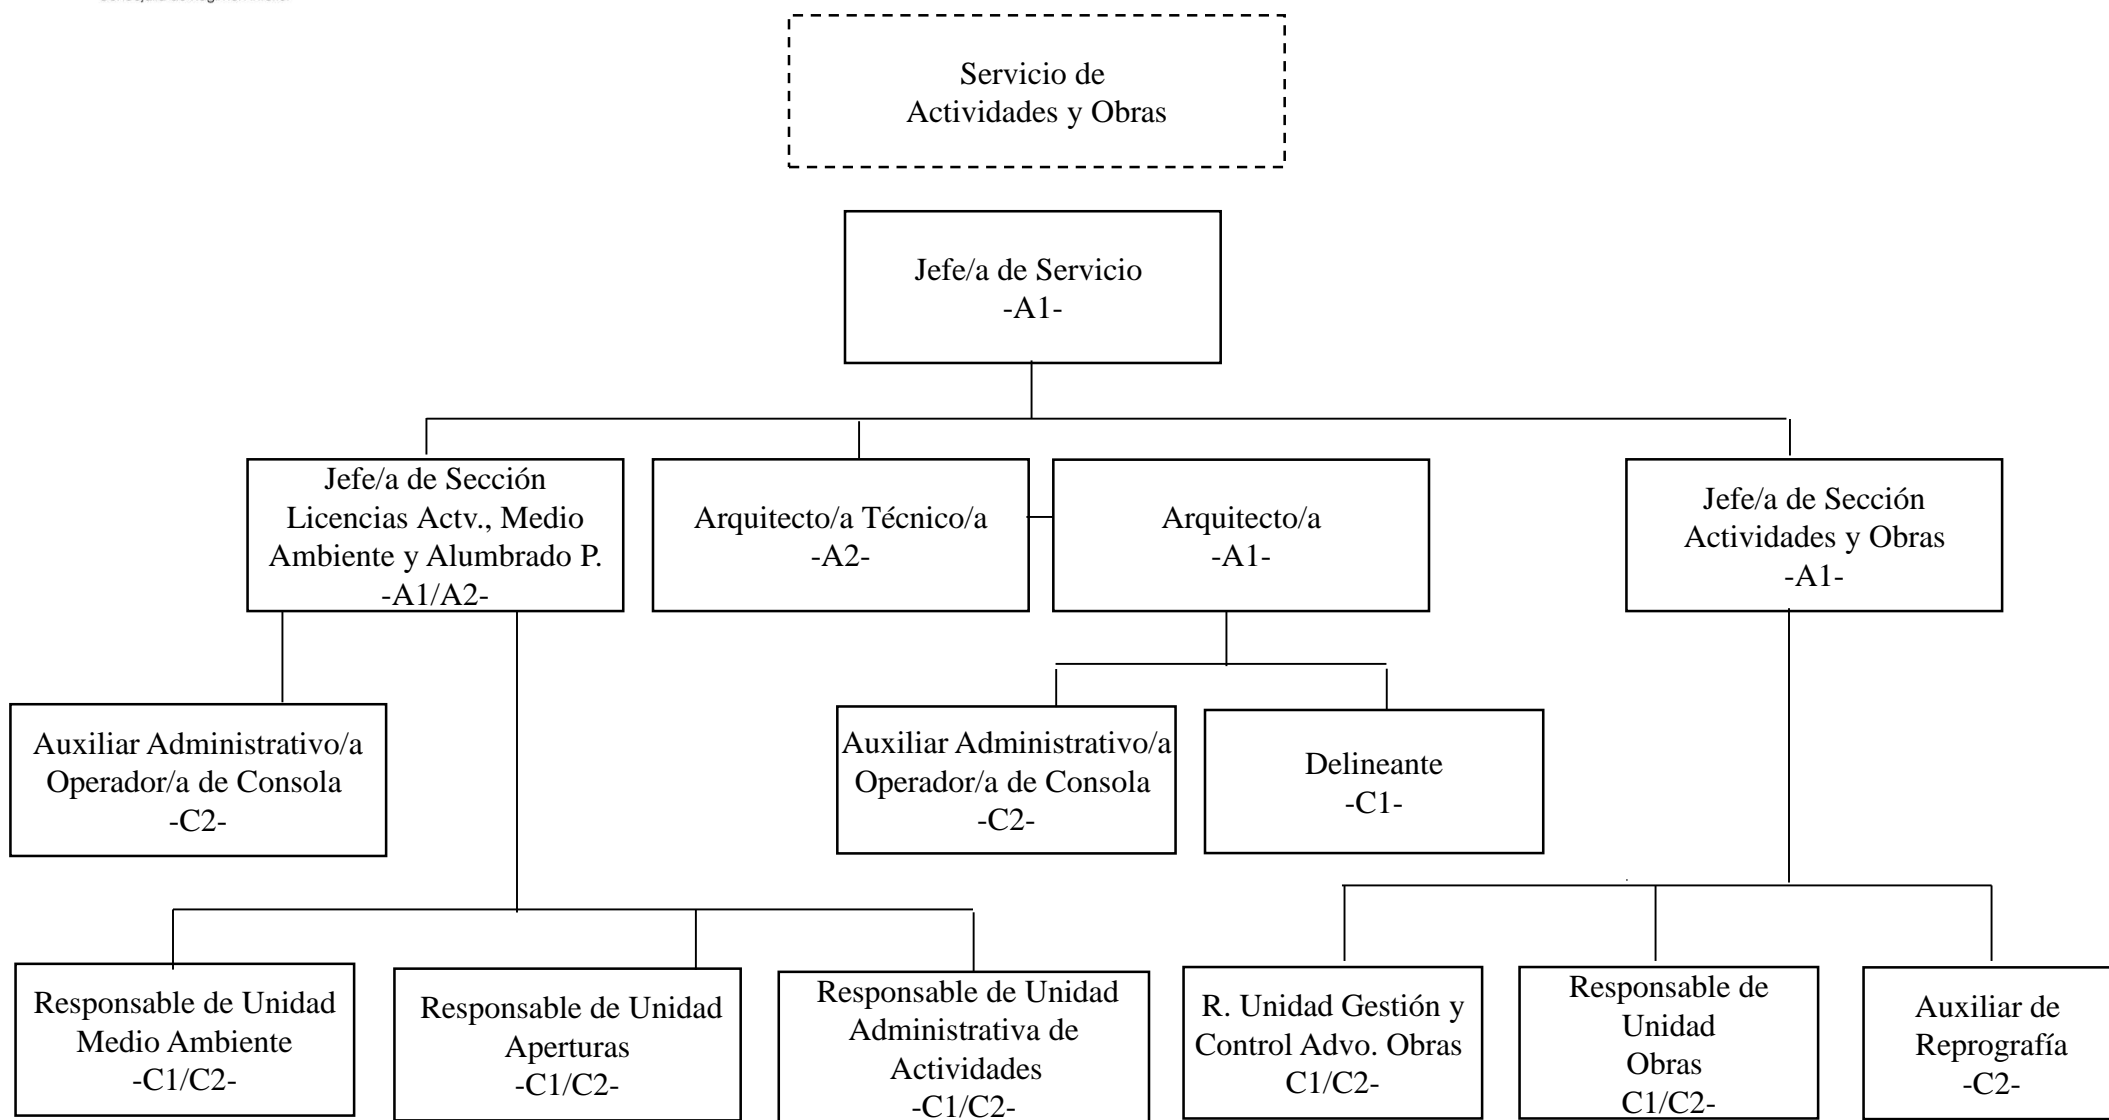 Servicio de
Actividades y Obras
Jefe/a de Servicio
-A1-
Jefe/a de Sección
Licencias Actv., Medio
Ambiente y Alumbrado P.
-A1/A2-
Arquitecto/a Técnico/a
-A2-
Arquitecto/a
-A1-
Jefe/a de Sección
Actividades y Obras
-A1-
Auxiliar Administrativo/a
Operador/a de Consola
-C2-
Auxiliar Administrativo/a
Operador/a de Consola
-C2-
Delineante
-C1-
Responsable de Unidad
Medio Ambiente
-C1/C2-
Responsable de Unidad
Aperturas
-C1/C2-
Responsable de Unidad
Administrativa de
Actividades
-C1/C2-
R. Unidad Gestión y
Control Advo. Obras
C1/C2-
Responsable de
Unidad
Obras
C1/C2-
Auxiliar de
Reprografía
-C2-